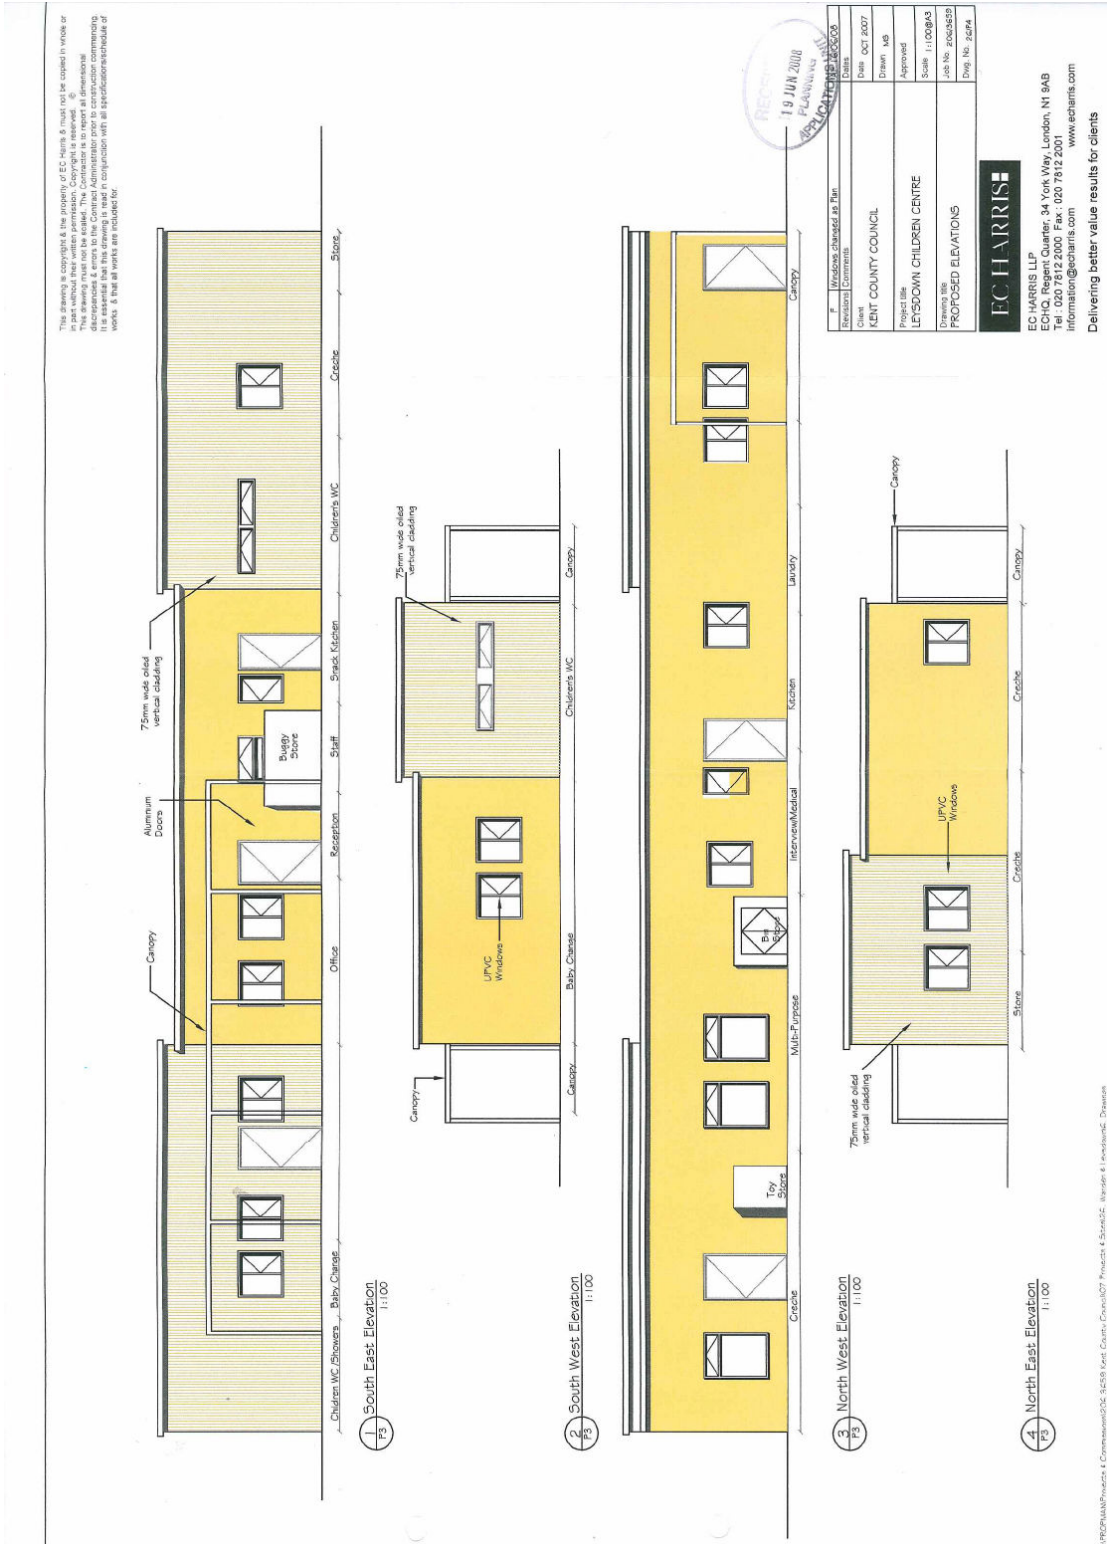 This drawing is copyright & the property of EC Harris & must not be copied in whole or
in part without their written permission. Copyright is reserved. ©
This drawing must not be scaled. The Contractor is to report all dimensional
discrepancies & errors to the Contract Administrator prior to construction commencing.
It is essential that this drawing is read in conjunction with all specifications/schedule of
works & that all works are included for.
75mm wide oiled
vertical cladding
Aluminium
Doors
Canopy
Buggy
Store
Children WC/Showers
Baby Change
Office
Reception
Staff
Snack Kitchen
Children's WC
Creche
Store
1
P3
South East Elevation
1:100
75mm wide oiled
vertical cladding
Canopy
UPVC
Windows
Canopy
Baby Change
Children's WC
Canopy
2
P3
South West Elevation
1:100
Toy
Store
Bin
Store
Creche
Multi-Purpose
Interview/Medical
Kitchen
Laundry
Canopy
3
P3
North West Elevation
1:100
75mm wide oiled
vertical cladding
UPVC
Windows
Canopy
Store
Creche
Creche
Canopy
4
P3
North East Elevation
1:100
19 JUN 2008
PLANNING
APPLICATIONS
P Windows changed as Plan
Revisions Comments Dates
Client
KENT COUNTY COUNCIL
Date OCT 2007
Drawn MS
Project title
LEYSDOWN CHILDREN CENTRE
Approved
Scale 1:100@A3
Drawing title
PROPOSED ELEVATIONS
Job No. 206/3659
Dwg. No. 26/P4
EC HARRIS
EC HARRIS LLP
ECHQ, Regent Quarter, 34 York Way, London, N1 9AB
Tel : 020 7812 2000 Fax : 020 7812 2001
information@echarris.com www.echarris.com
Delivering better value results for clients